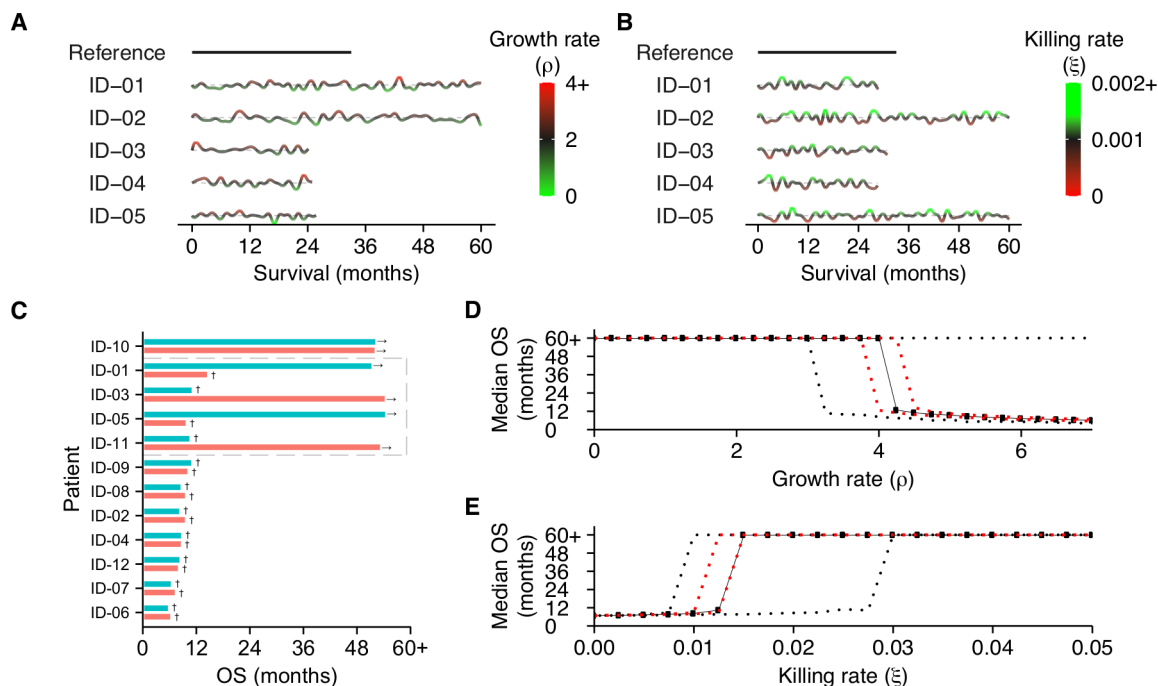 A
Reference
ID–01
ID–02
ID–03
ID–04
ID–05
0 12 24 36 48 60
Survival (months)
Growth rate
(ρ)
4+
2
0
B
Reference
ID–01
ID–02
ID–03
ID–04
ID–05
0 12 24 36 48 60
Survival (months)
Killing rate
(ξ)
0.002+
0.001
0
C
Patient
ID-10
ID-01
ID-03
ID-05
ID-11
ID-09
ID-08
ID-02
ID-04
ID-12
ID-07
ID-06
→
→
→
†
†
→
→
†
†
→
†
†
†
†
†
†
†
†
†
†
†
†
†
†
0 12 24 36 48 60+
OS (months)
D
Median OS
(months)
60+
48
36
24
12
0
0 2 4 6
Growth rate (ρ)
E
Median OS
(months)
60+
48
36
24
12
0
0.00 0.01 0.02 0.03 0.04 0.05
Killing rate (ξ)